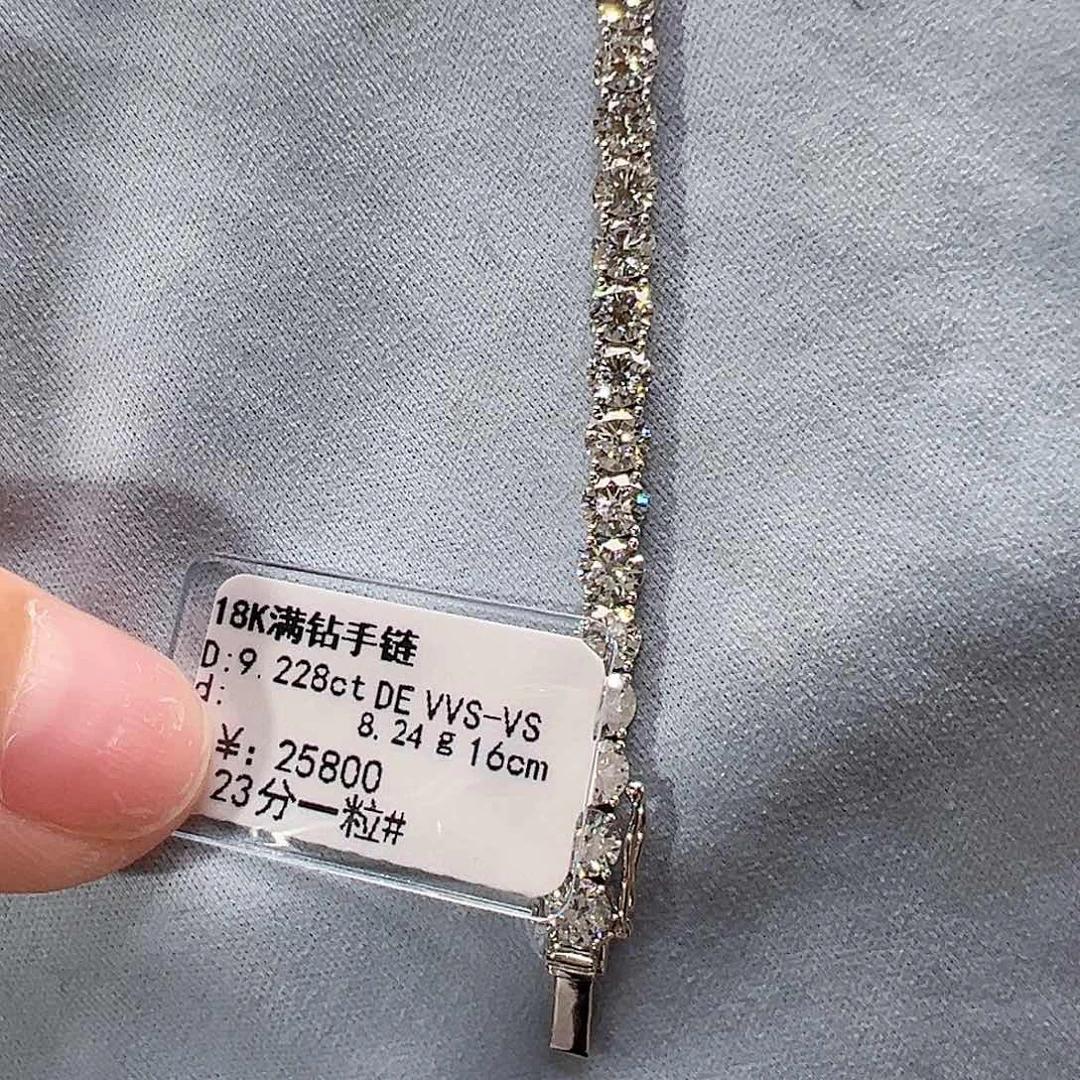 18K满钻手链
D:9.228ct DE VVS-VS
d:
8.24g 16cm
¥: 25800
23分一粒#